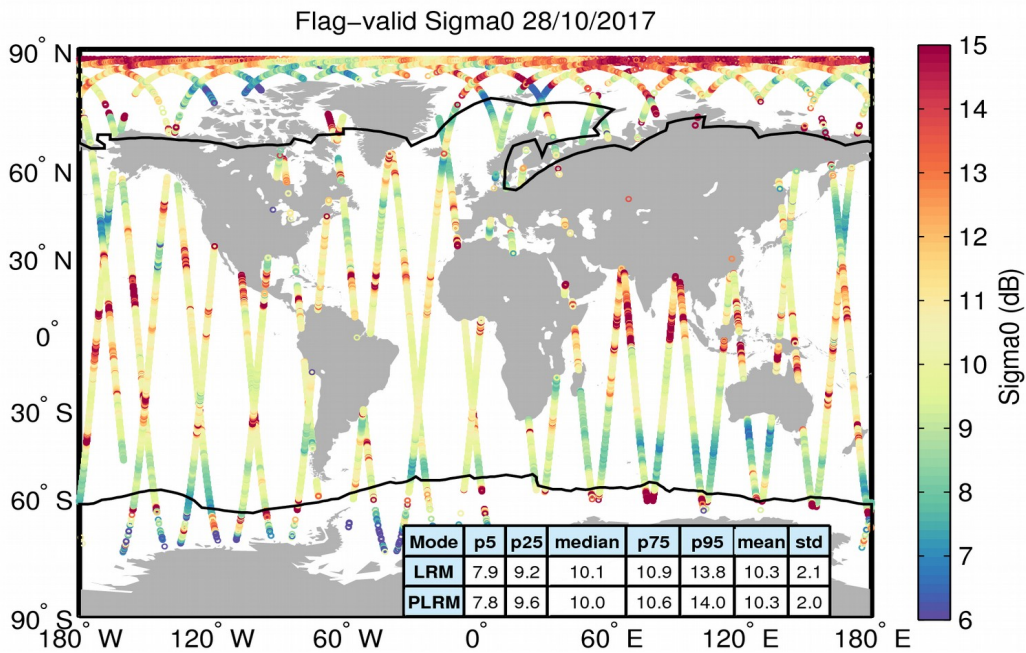 Flag−valid Sigma0 28/10/2017
90° N
60° N
30° N
0°
30° S
60° S
90° S
180° W
120° W
60° W
0°
60° E
120° E
180° E
15
14
13
12
11
10
9
8
7
6
Sigma0 (dB)
Mode p5 p25 median p75 p95 mean std
LRM 7.9 9.2 10.1 10.9 13.8 10.3 2.1
PLRM 7.8 9.6 10.0 10.6 14.0 10.3 2.0